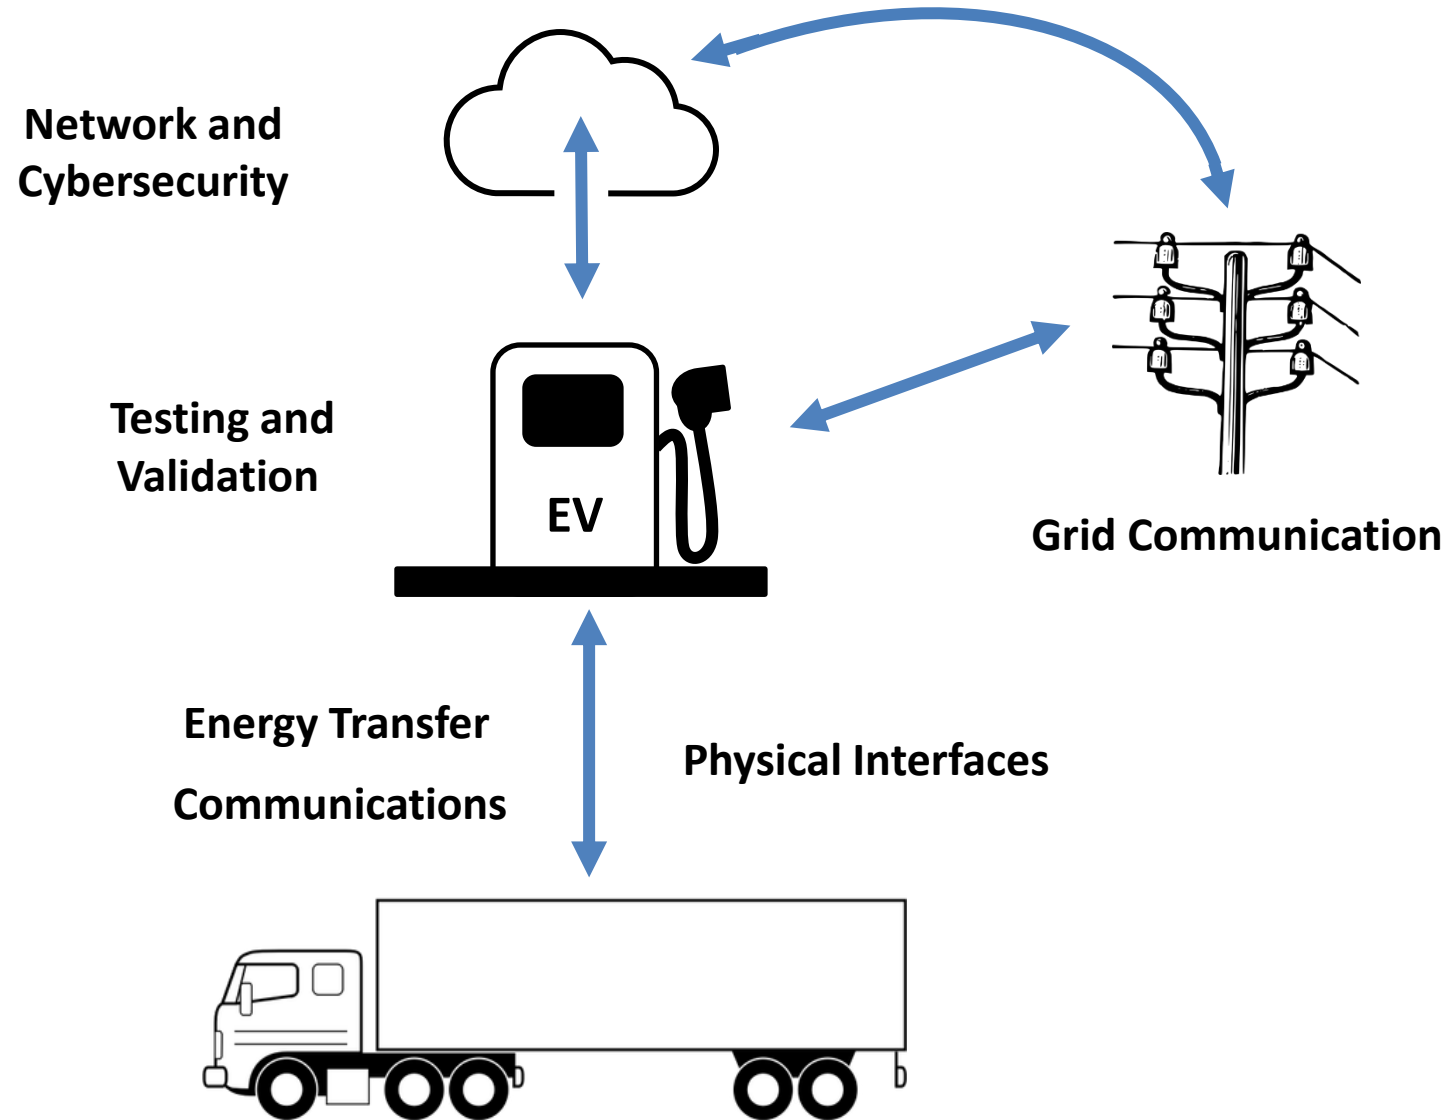 Network and
Cybersecurity
Testing and
Validation
EV
Grid Communication
Energy Transfer
Communications
Physical Interfaces